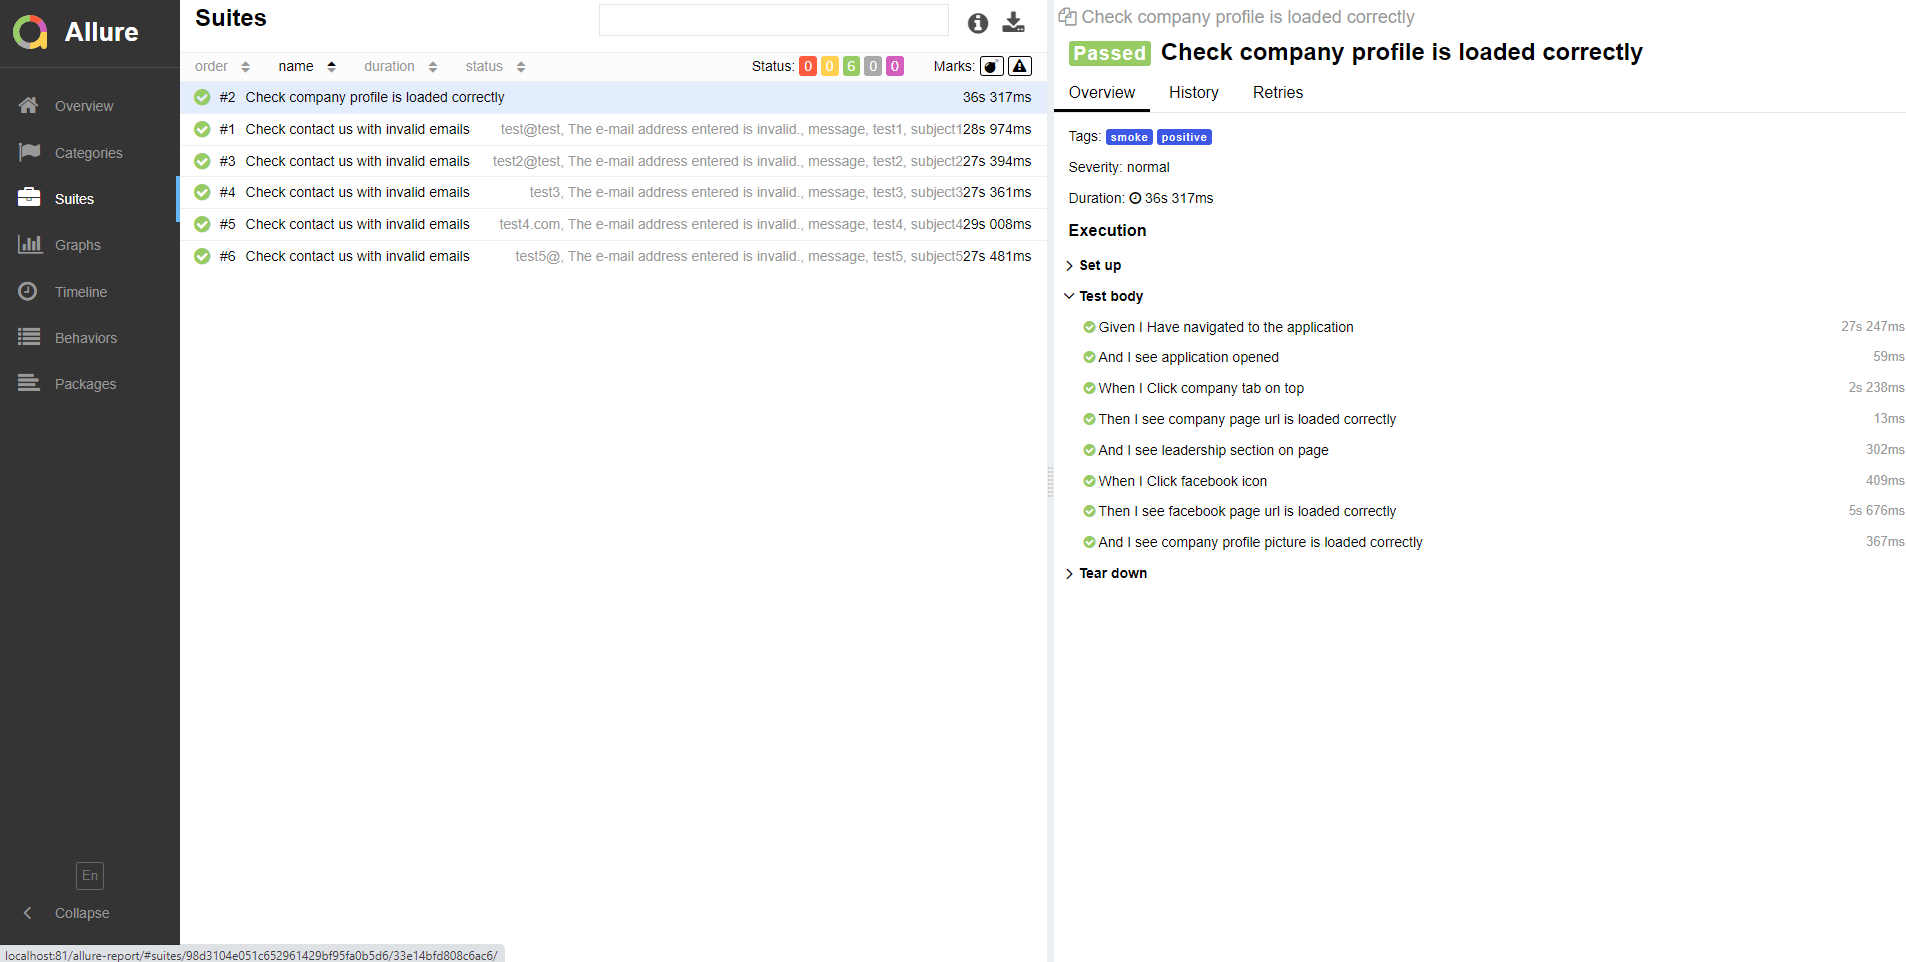 Allure
Overview
Categories
Suites
Graphs
Timeline
Behaviors
Packages
En
Collapse
Suites
order name duration status Status: 0 0 6 0 0 Marks:
#2 Check company profile is loaded correctly 36s 317ms
#1 Check contact us with invalid emails test@test, The e-mail address entered is invalid., message, test1, subject1 28s 974ms
#3 Check contact us with invalid emails test2@test, The e-mail address entered is invalid., message, test2, subject2 27s 394ms
#4 Check contact us with invalid emails test3, The e-mail address entered is invalid., message, test3, subject3 27s 361ms
#5 Check contact us with invalid emails test4.com, The e-mail address entered is invalid., message, test4, subject4 29s 008ms
#6 Check contact us with invalid emails test5@, The e-mail address entered is invalid., message, test5, subject5 27s 481ms
Check company profile is loaded correctly
Passed Check company profile is loaded correctly
Overview History Retries
Tags: smoke positive
Severity: normal
Duration: 36s 317ms
Execution
Set up
Test body
Given I Have navigated to the application 27s 247ms
And I see application opened 59ms
When I Click company tab on top 2s 238ms
Then I see company page url is loaded correctly 13ms
And I see leadership section on page 302ms
When I Click facebook icon 409ms
Then I see facebook page url is loaded correctly 5s 676ms
And I see company profile picture is loaded correctly 367ms
Tear down
localhost:81/allure-report/#suites/98d3104e051c652961429bf95fa0b5d6/33e14bfd808c6ac6/